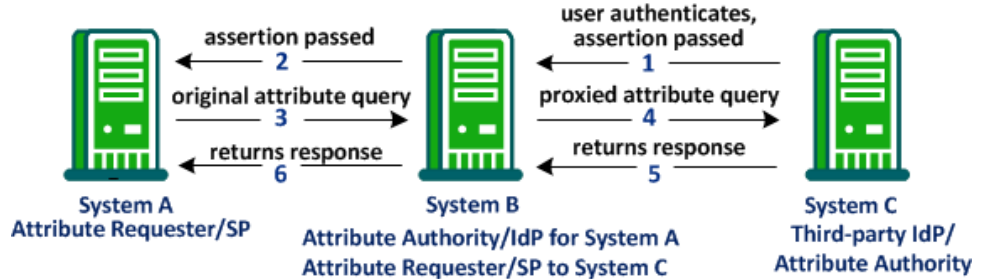 user authenticates,
assertion passed
assertion passed
1
2
original attribute query
3
proxied attribute query
4
returns response
5
returns response
6
System A
Attribute Requester/SP
System B
Attribute Authority/IdP for System A
Attribute Requester/SP to System C
System C
Third-party IdP/
Attribute Authority